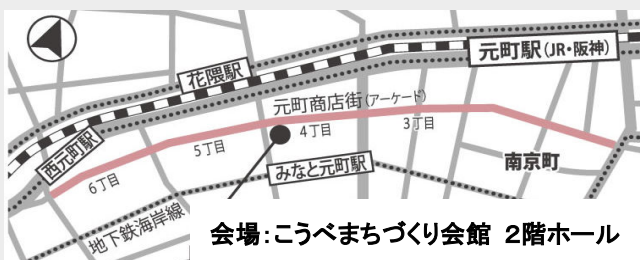 元町駅(JR・阪神)
花隈駅
元町商店街(アーケード)
西元町駅
3丁目
4丁目
5丁目
6丁目
みなと元町駅
南京町
地下鉄海岸線
会場:こうべまちづくり会館 2階ホール